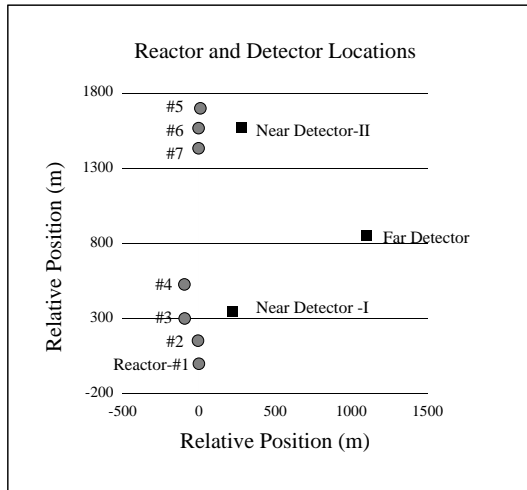 Reactor and Detector Locations
1800
#5
#6
Near Detector-II
#7
1300
Relative Position (m)
800
Far Detector
#4
Near Detector -I
#3
300
#2
Reactor-#1
-200
-500
0
500
1000
1500
Relative Position (m)